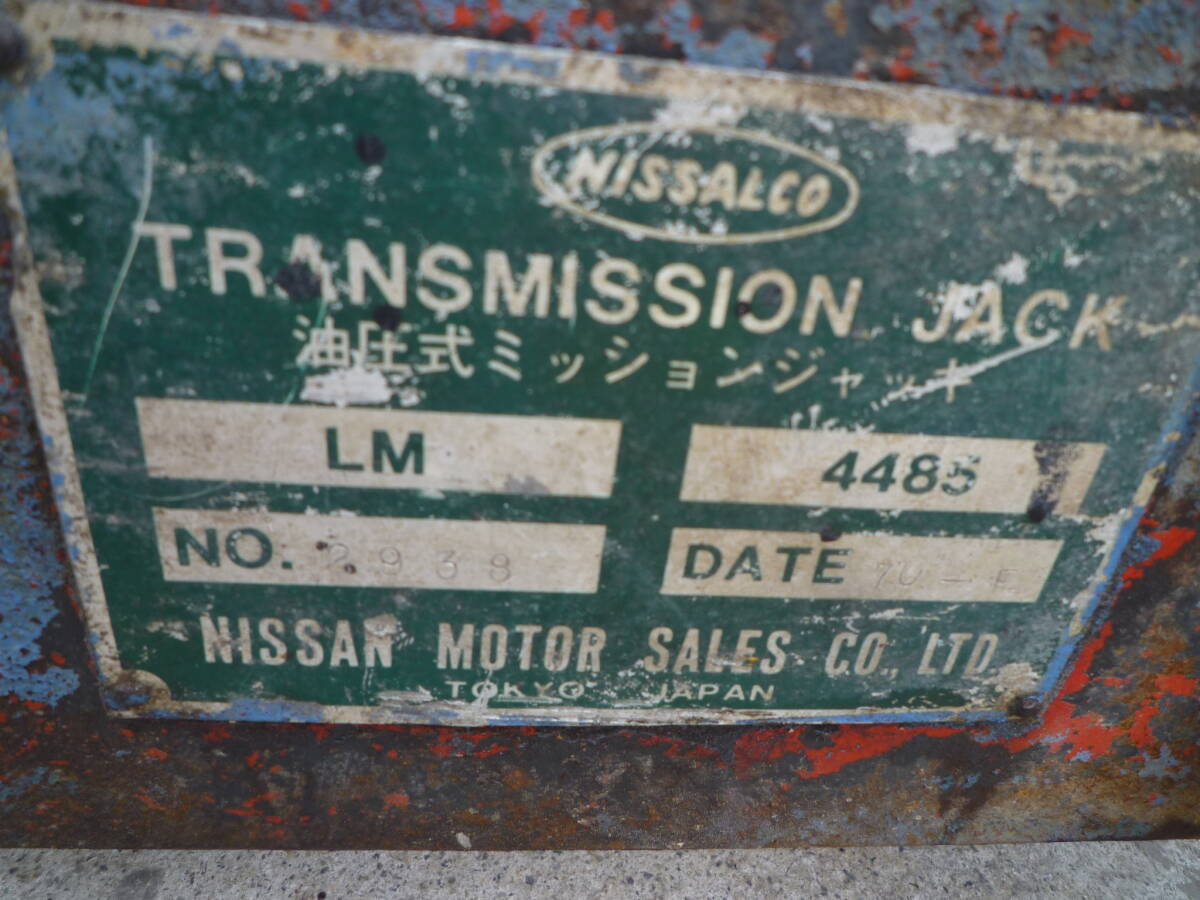 NISSALCO
TRANSMISSION JACK
油圧式ミッションジャッキ
LM 4485
NO. 2938 DATE
NISSAN MOTOR SALES CO., LTD.
TOKYO JAPAN